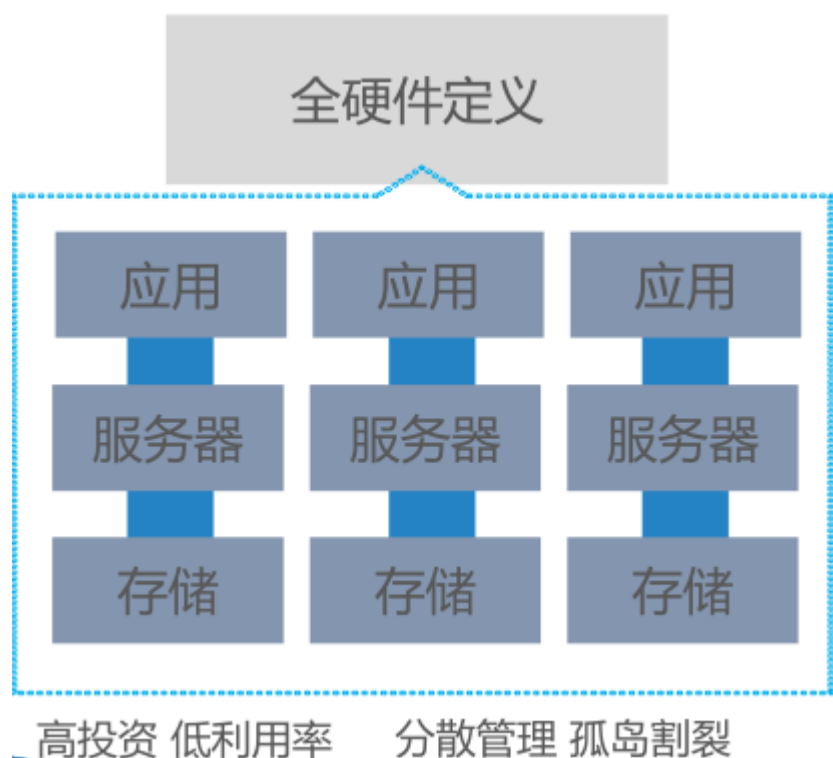 全硬件定义
应用 应用 应用
服务器 服务器 服务器
存储 存储 存储
高投资 低利用率 分散管理 孤岛割裂